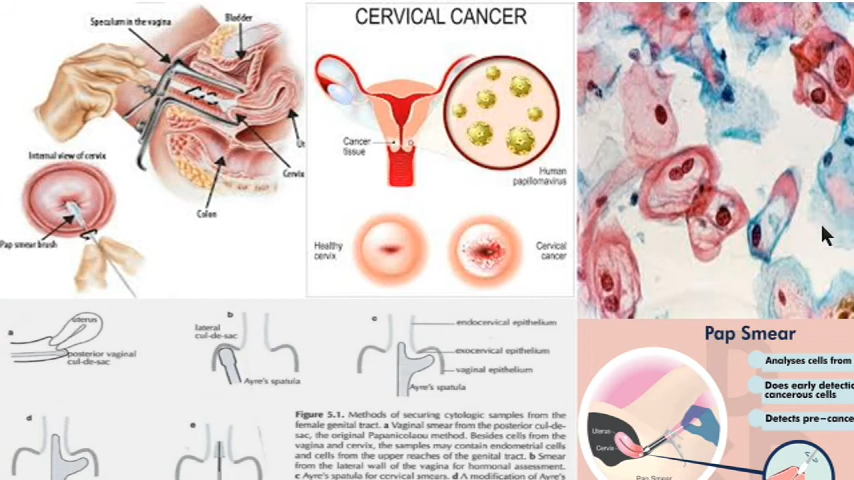 Speculum in the vagina
Bladder
Internal view of cervix
Cervix
Colon
Pap smear brush
CERVICAL CANCER
Cancer
tissue
Human
papillomavirus
Healthy
cervix
Cervical
cancer
a
uterus
posterior vaginal
cul-de-sac
b
lateral
cul-de-sac
Ayre's spatula
c
endocervical epithelium
exocervical epithelium
vaginal epithelium
Ayre's spatula
d
e
Figure 5.1. Methods of securing cytologic samples from the
female genital tract. a Vaginal smear from the posterior cul-de-
sac, the original Papanicolaou method. Besides cells from the
vagina and cervix, the samples may contain endometrial cells
and cells from the upper reaches of the genital tract. b Smear
from the lateral wall of the vagina for hormonal assessment.
c Ayre's spatula for cervical smears. d A modification of Ayre's
Pap Smear
Analyses cells from
Does early detectio
cancerous cells
Detects pre-cance
Uterus
Cervix
Pap Smear